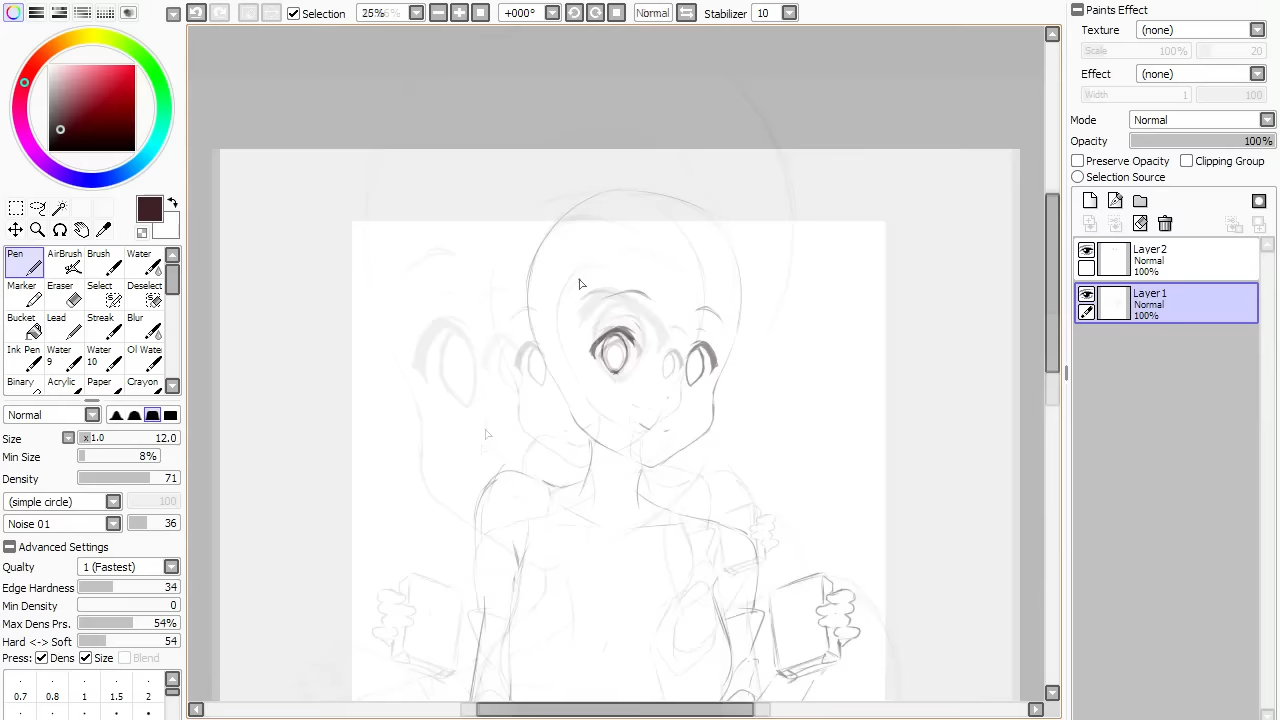 Selection 25% +000° Normal Stabilizer 10
Paints Effect
Texture (none)
Scale 100% 20
Effect (none)
Width 1 100
Mode Normal
Opacity 100%
Preserve Opacity Clipping Group
Selection Source
Layer2
Normal
100%
Layer1
Normal
100%
Pen AirBrush Brush Water
Marker Eraser Select Deselect
Bucket Lead Streak Blur
Ink Pen Water 9 Water 10 Oil Water
Binary Acrylic Paper Crayon
Normal
Size x1.0 12.0
Min Size 8%
Density 71
(simple circle) 100
Noise 01 36
Advanced Settings
Quality 1 (Fastest)
Edge Hardness 34
Min Density 0
Max Dens Prs. 54%
Hard <-> Soft 54
Press: Dens Size Blend
0.7 0.8 1 1.5 2